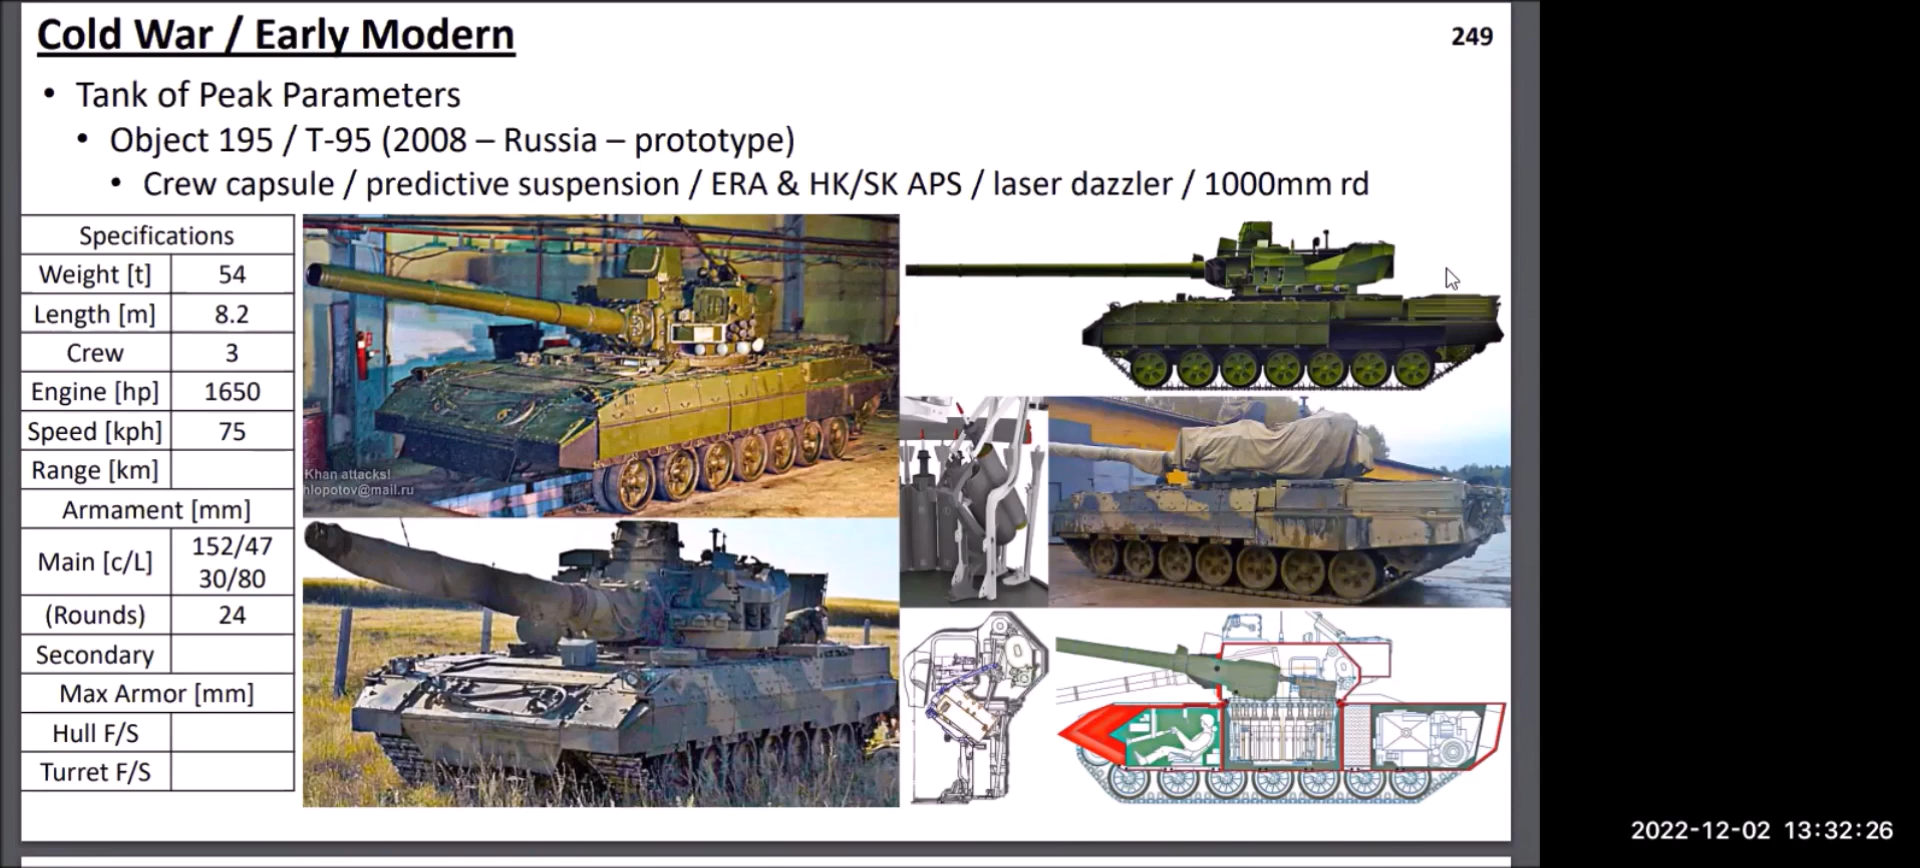 Cold War / Early Modern
249
• Tank of Peak Parameters
• Object 195 / T-95 (2008 – Russia – prototype)
• Crew capsule / predictive suspension / ERA & HK/SK APS / laser dazzler / 1000mm rd
Specifications
Weight [t] 54
Length [m] 8.2
Crew 3
Engine [hp] 1650
Speed [kph] 75
Range [km]
Armament [mm]
Main [c/L] 152/47
30/80
(Rounds) 24
Secondary
Max Armor [mm]
Hull F/S
Turret F/S
Khan attacks!
hlopotov@mail.ru
2022-12-02 13:32:26